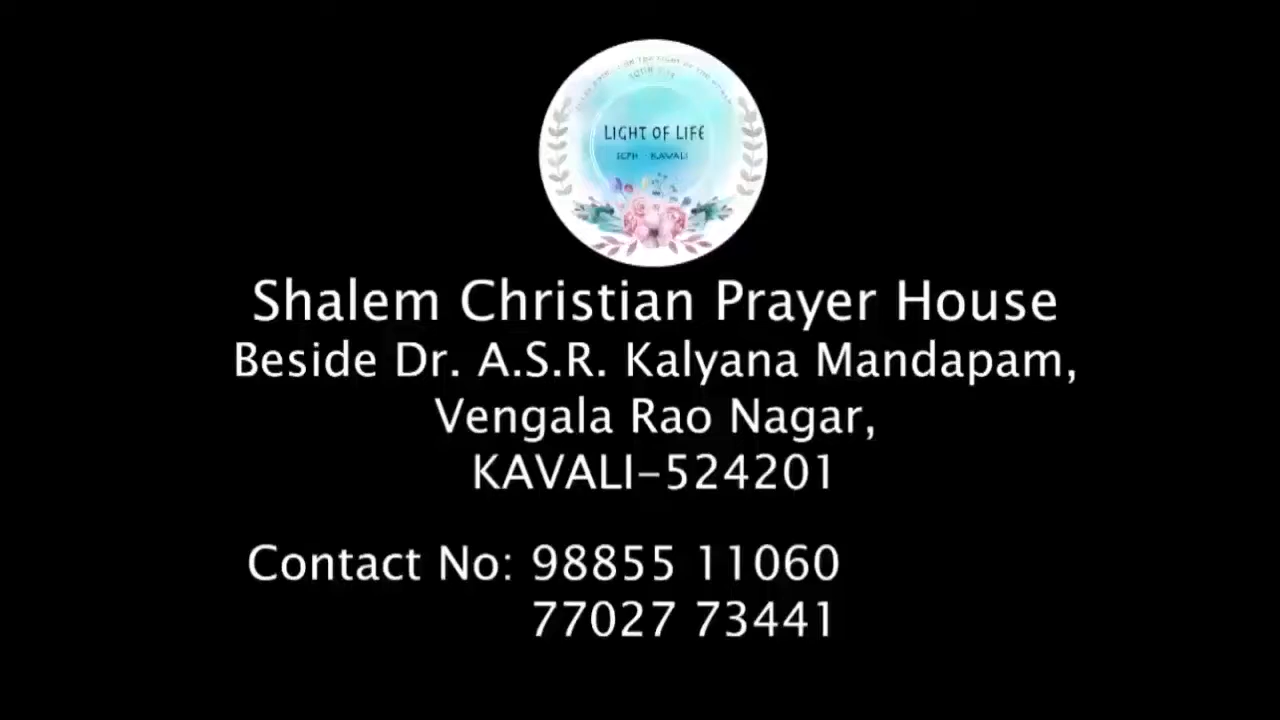 LIGHT OF LIFE
SCPH - KAVALI
Shalem Christian Prayer House
Beside Dr. A.S.R. Kalyana Mandapam,
Vengala Rao Nagar,
KAVALI-524201
Contact No: 98855 11060
77027 73441